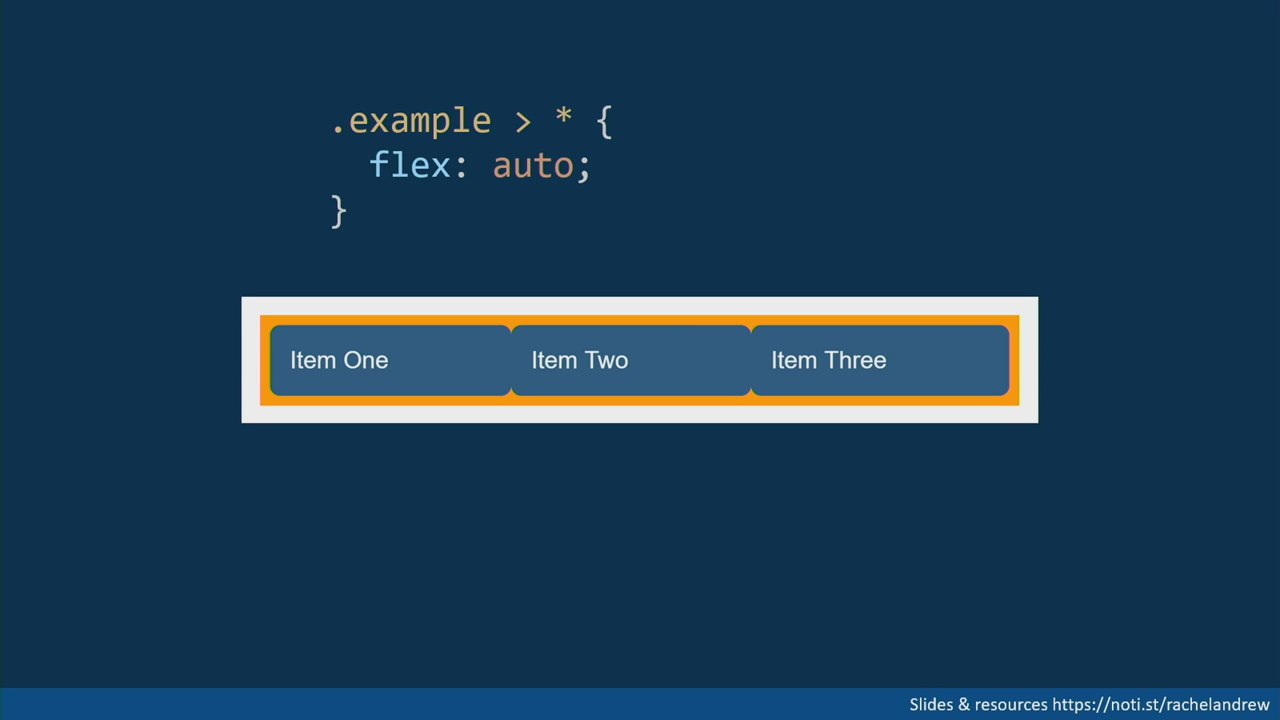 .example > * {
flex: auto;
}
Item One
Item Two
Item Three
Slides & resources https://noti.st/rachelandrew